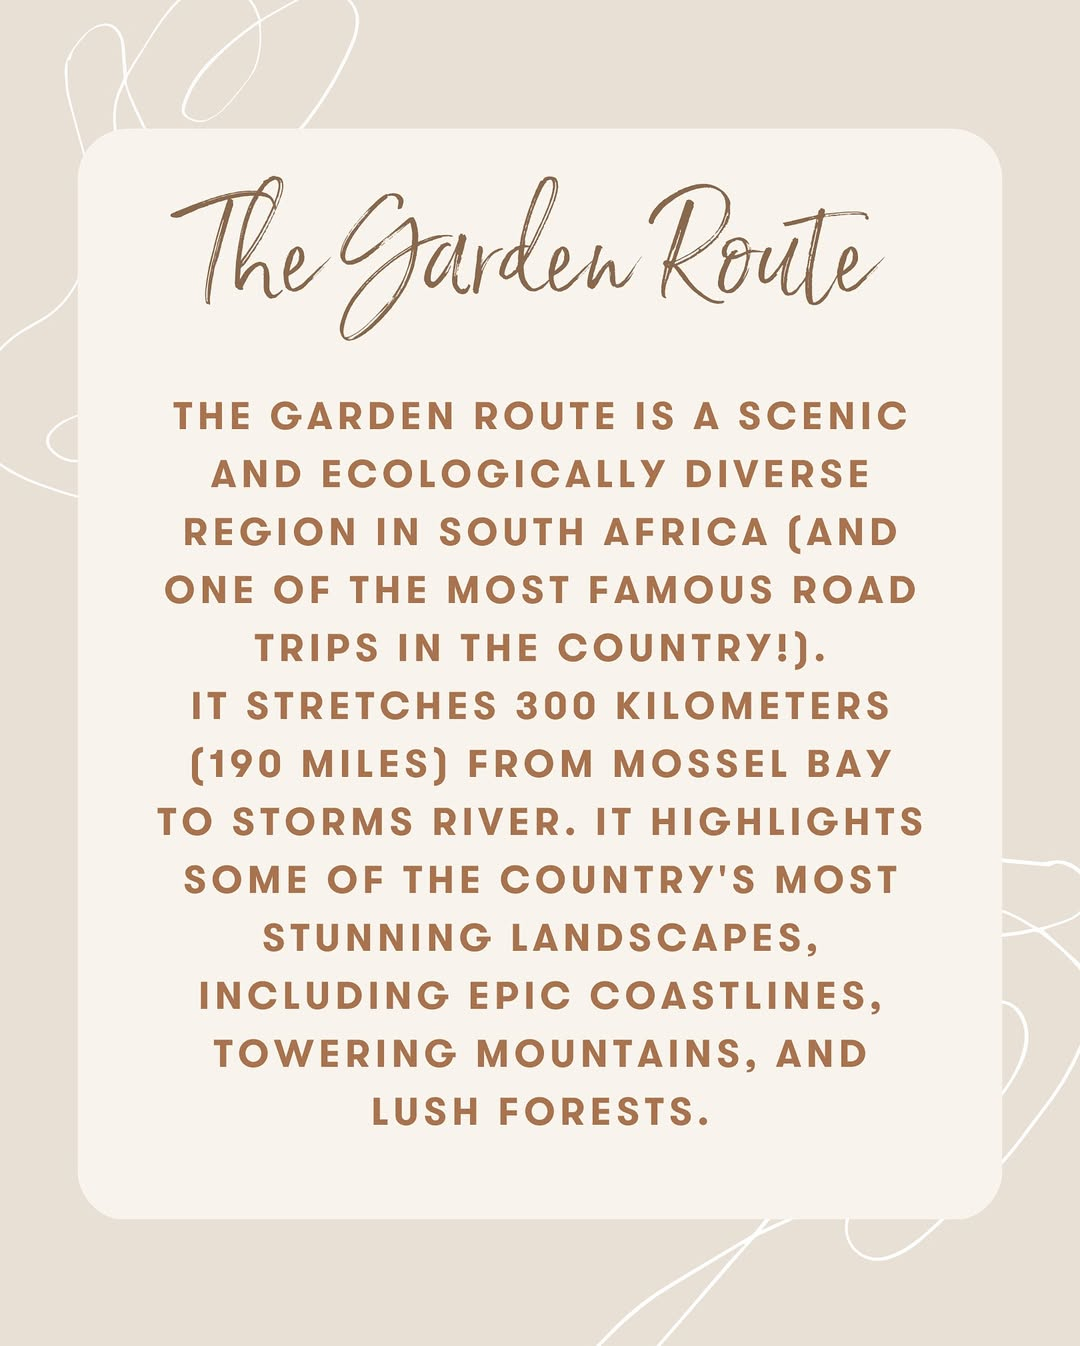 The Garden Route
THE GARDEN ROUTE IS A SCENIC
AND ECOLOGICALLY DIVERSE
REGION IN SOUTH AFRICA (AND
ONE OF THE MOST FAMOUS ROAD
TRIPS IN THE COUNTRY!).
IT STRETCHES 300 KILOMETERS
(190 MILES) FROM MOSSEL BAY
TO STORMS RIVER. IT HIGHLIGHTS
SOME OF THE COUNTRY'S MOST
STUNNING LANDSCAPES,
INCLUDING EPIC COASTLINES,
TOWERING MOUNTAINS, AND
LUSH FORESTS.